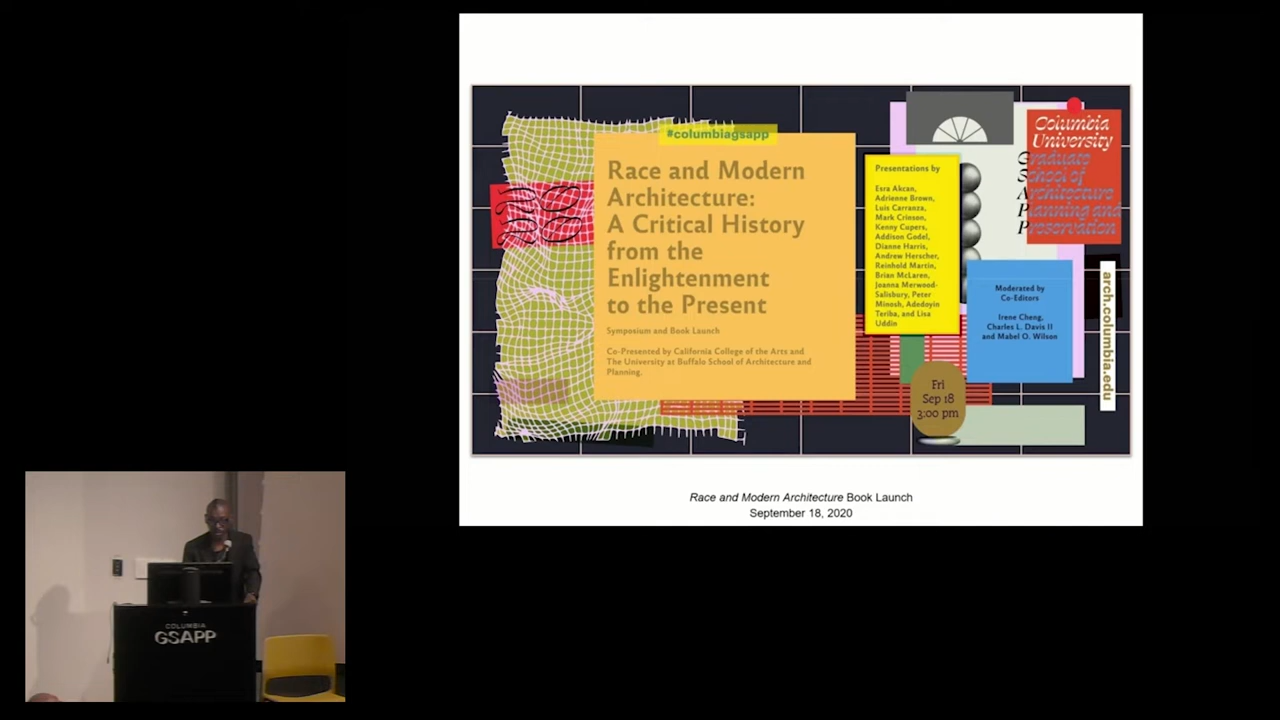 #columbiagsapp
Race and Modern
Architecture:
A Critical History
from the
Enlightenment
to the Present
Symposium and Book Launch
Co-Presented by California College of the Arts and
The University at Buffalo School of Architecture and
Planning.
Presentations by
Esra Akcan,
Adrienne Brown,
Luis Carranza,
Mark Crinson,
Kenny Cupers,
Addison Godel,
Dianne Harris,
Andrew Herscher,
Reinhold Martin,
Brian McLaren,
Joanna Merwood-
Salisbury, Peter
Minosh, Adedoyin
Teriba, and Lisa
Uddin
Moderated by
Co-Editors
Irene Cheng,
Charles L. Davis II
and Mabel O. Wilson
Fri
Sep 18
3:00 pm
Columbia
University
Graduate
School of
Architecture
Planning and
Preservation
arch.columbia.edu
Race and Modern Architecture Book Launch
September 18, 2020
COLUMBIA
GSAPP